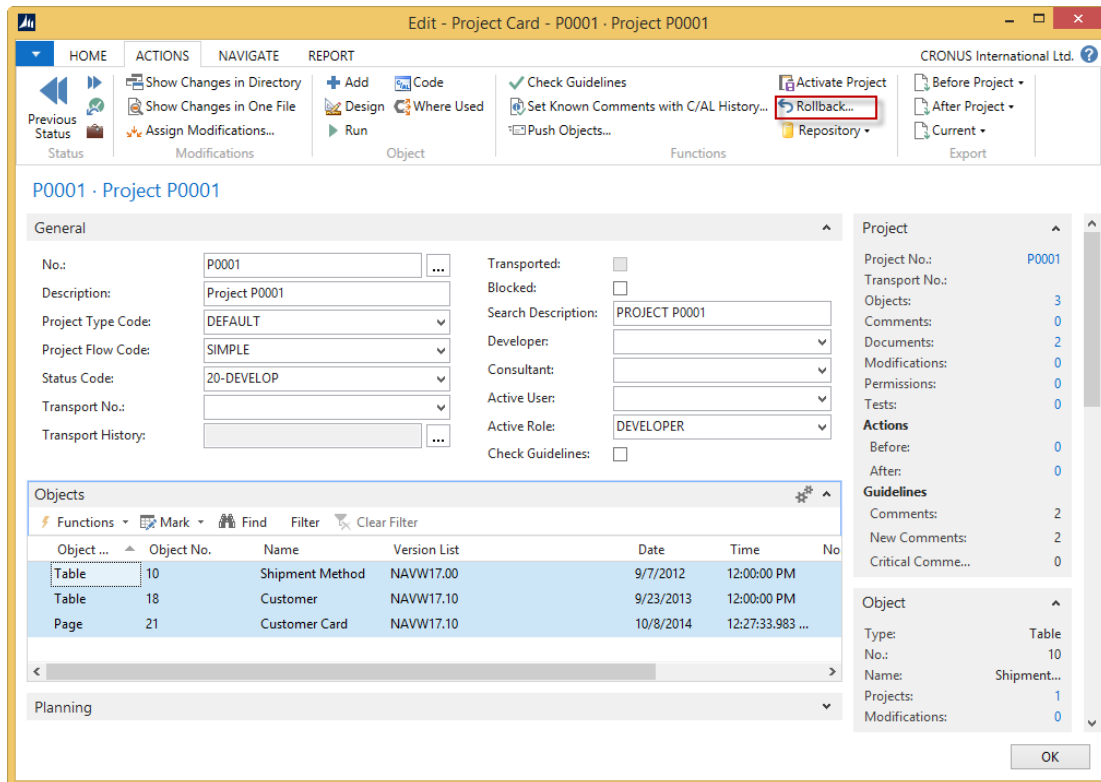 Edit - Project Card - P0001 · Project P0001
HOME ACTIONS NAVIGATE REPORT CRONUS International Ltd.
Previous Status
Show Changes in Directory
Show Changes in One File
Assign Modifications...
Add
Design
Run
Code
Where Used
Check Guidelines
Set Known Comments with C/AL History...
Push Objects...
Activate Project
Rollback...
Repository
Before Project
After Project
Current
Status Modifications Object Functions Export
P0001 · Project P0001
General
No.: P0001 ...
Description: Project P0001
Project Type Code: DEFAULT
Project Flow Code: SIMPLE
Status Code: 20-DEVELOP
Transport No.:
Transport History: ...
Transported:
Blocked:
Search Description: PROJECT P0001
Developer:
Consultant:
Active User:
Active Role: DEVELOPER
Check Guidelines:
Objects
Functions Mark Find Filter Clear Filter
Object ... Object No. Name Version List Date Time No
Table 10 Shipment Method NAVW17.00 9/7/2012 12:00:00 PM
Table 18 Customer NAVW17.10 9/23/2013 12:00:00 PM
Page 21 Customer Card NAVW17.10 10/8/2014 12:27:33.983 ...
Planning
Project
Project No.: P0001
Transport No.:
Objects: 3
Comments: 0
Documents: 2
Modifications: 0
Permissions: 0
Tests: 0
Actions
Before: 0
After: 0
Guidelines
Comments: 2
New Comments: 2
Critical Comme... 0
Object
Type: Table
No.: 10
Name: Shipment...
Projects: 1
Modifications: 0
OK